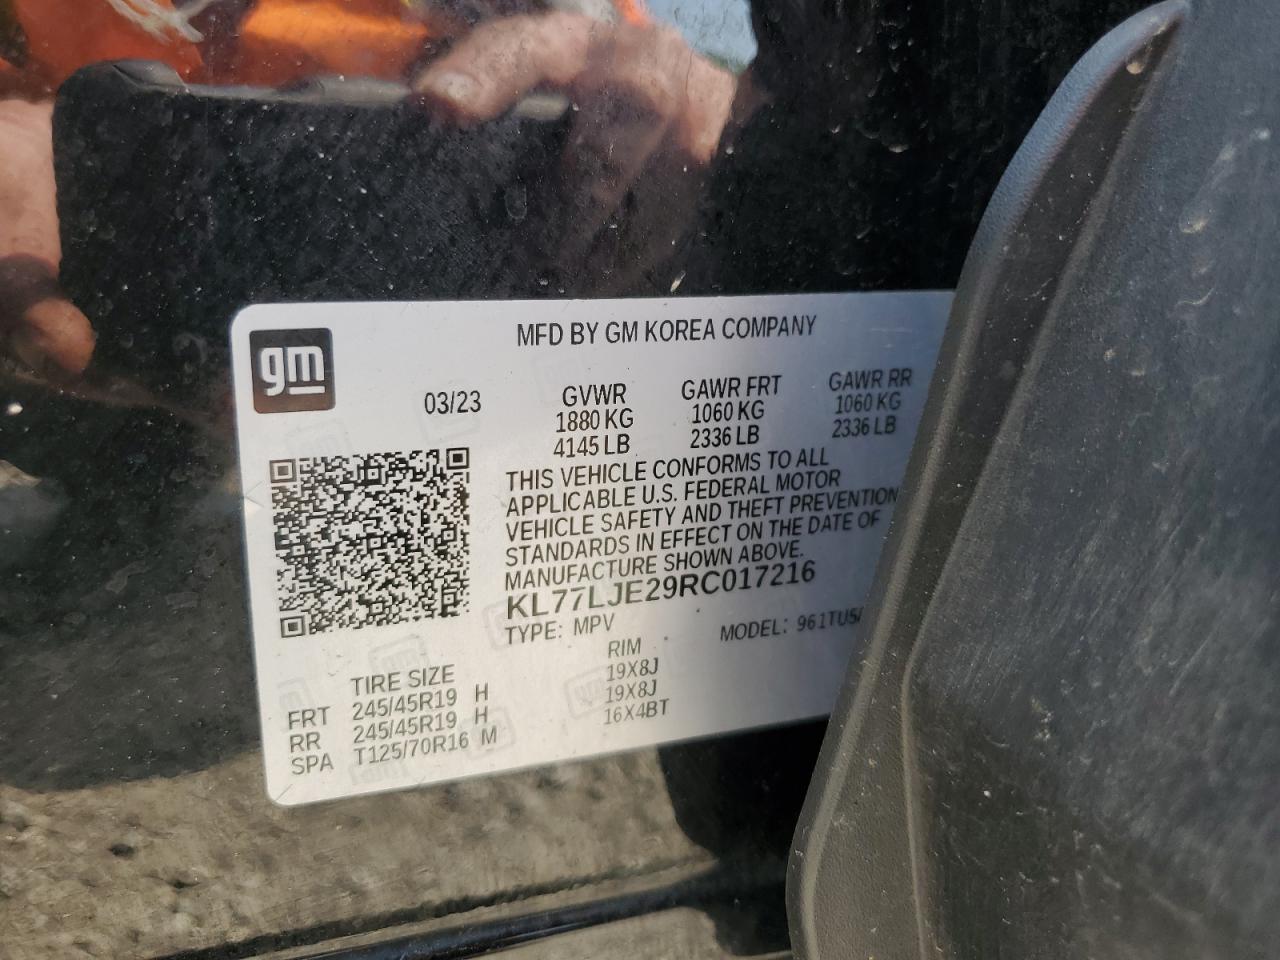 gm
MFD BY GM KOREA COMPANY
03/23
GVWR GAWR FRT GAWR RR
1880 KG 1060 KG 1060 KG
4145 LB 2336 LB 2336 LB
THIS VEHICLE CONFORMS TO ALL
APPLICABLE U.S. FEDERAL MOTOR
VEHICLE SAFETY AND THEFT PREVENTION
STANDARDS IN EFFECT ON THE DATE OF
MANUFACTURE SHOWN ABOVE.
KL77LJE29RC017216
TYPE: MPV MODEL: 961TU5/
TIRE SIZE RIM
FRT 245/45R19 H 19X8J
RR 245/45R19 H 19X8J
SPA T125/70R16 M 16X4BT